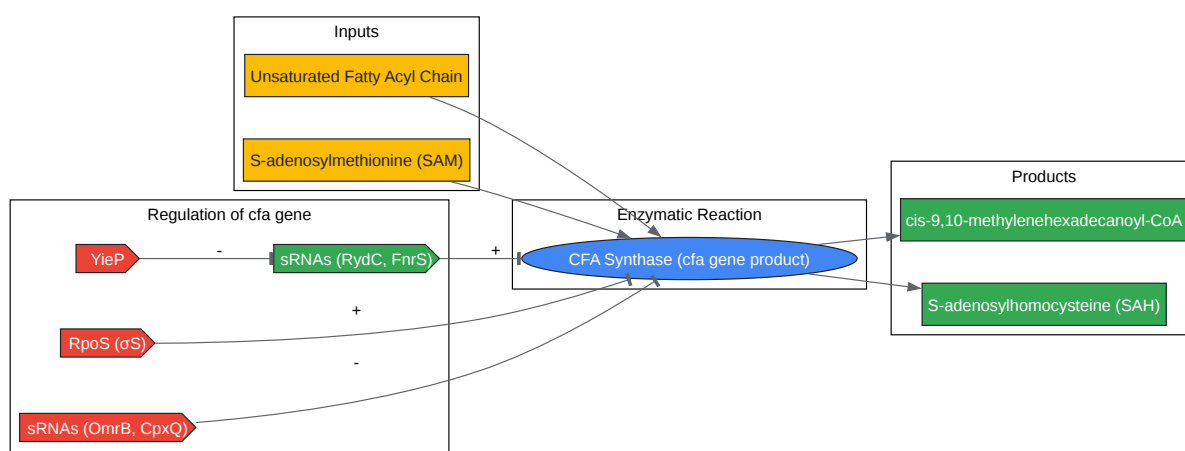 Inputs
Unsaturated Fatty Acyl Chain
S-adenosylmethionine (SAM)
Regulation of cfa gene
YieP
-
sRNAs (RydC, FnrS)
+
RpoS (σS)
+
-
sRNAs (OmrB, CpxQ)
Enzymatic Reaction
CFA Synthase (cfa gene product)
Products
cis-9,10-methylenehexadecanoyl-CoA
S-adenosylhomocysteine (SAH)